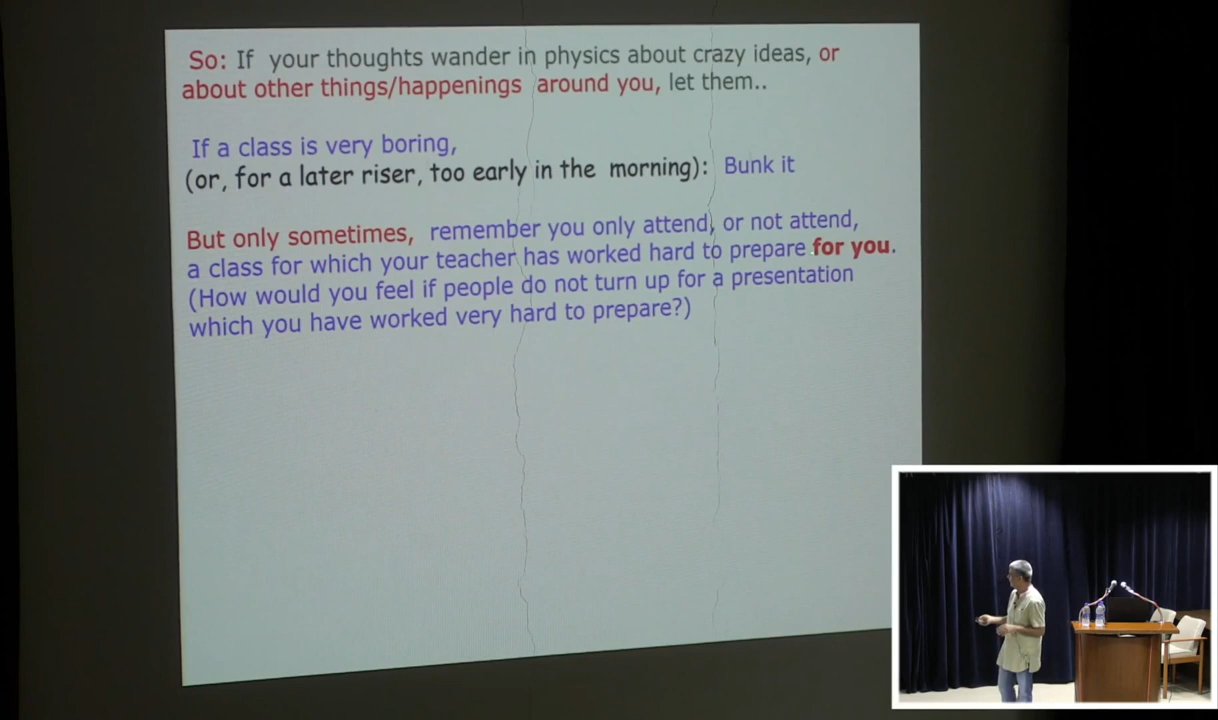 So: If your thoughts wander in physics about crazy ideas, or
about other things/happenings around you, let them..
If a class is very boring,
(or, for a later riser, too early in the morning): Bunk it
But only sometimes, remember you only attend, or not attend,
a class for which your teacher has worked hard to prepare for you.
(How would you feel if people do not turn up for a presentation
which you have worked very hard to prepare?)